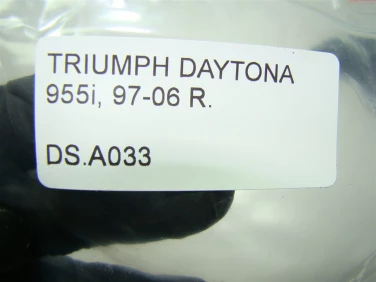 TRIUMPH DAYTONA
955i, 97-06 R.
DS.A033